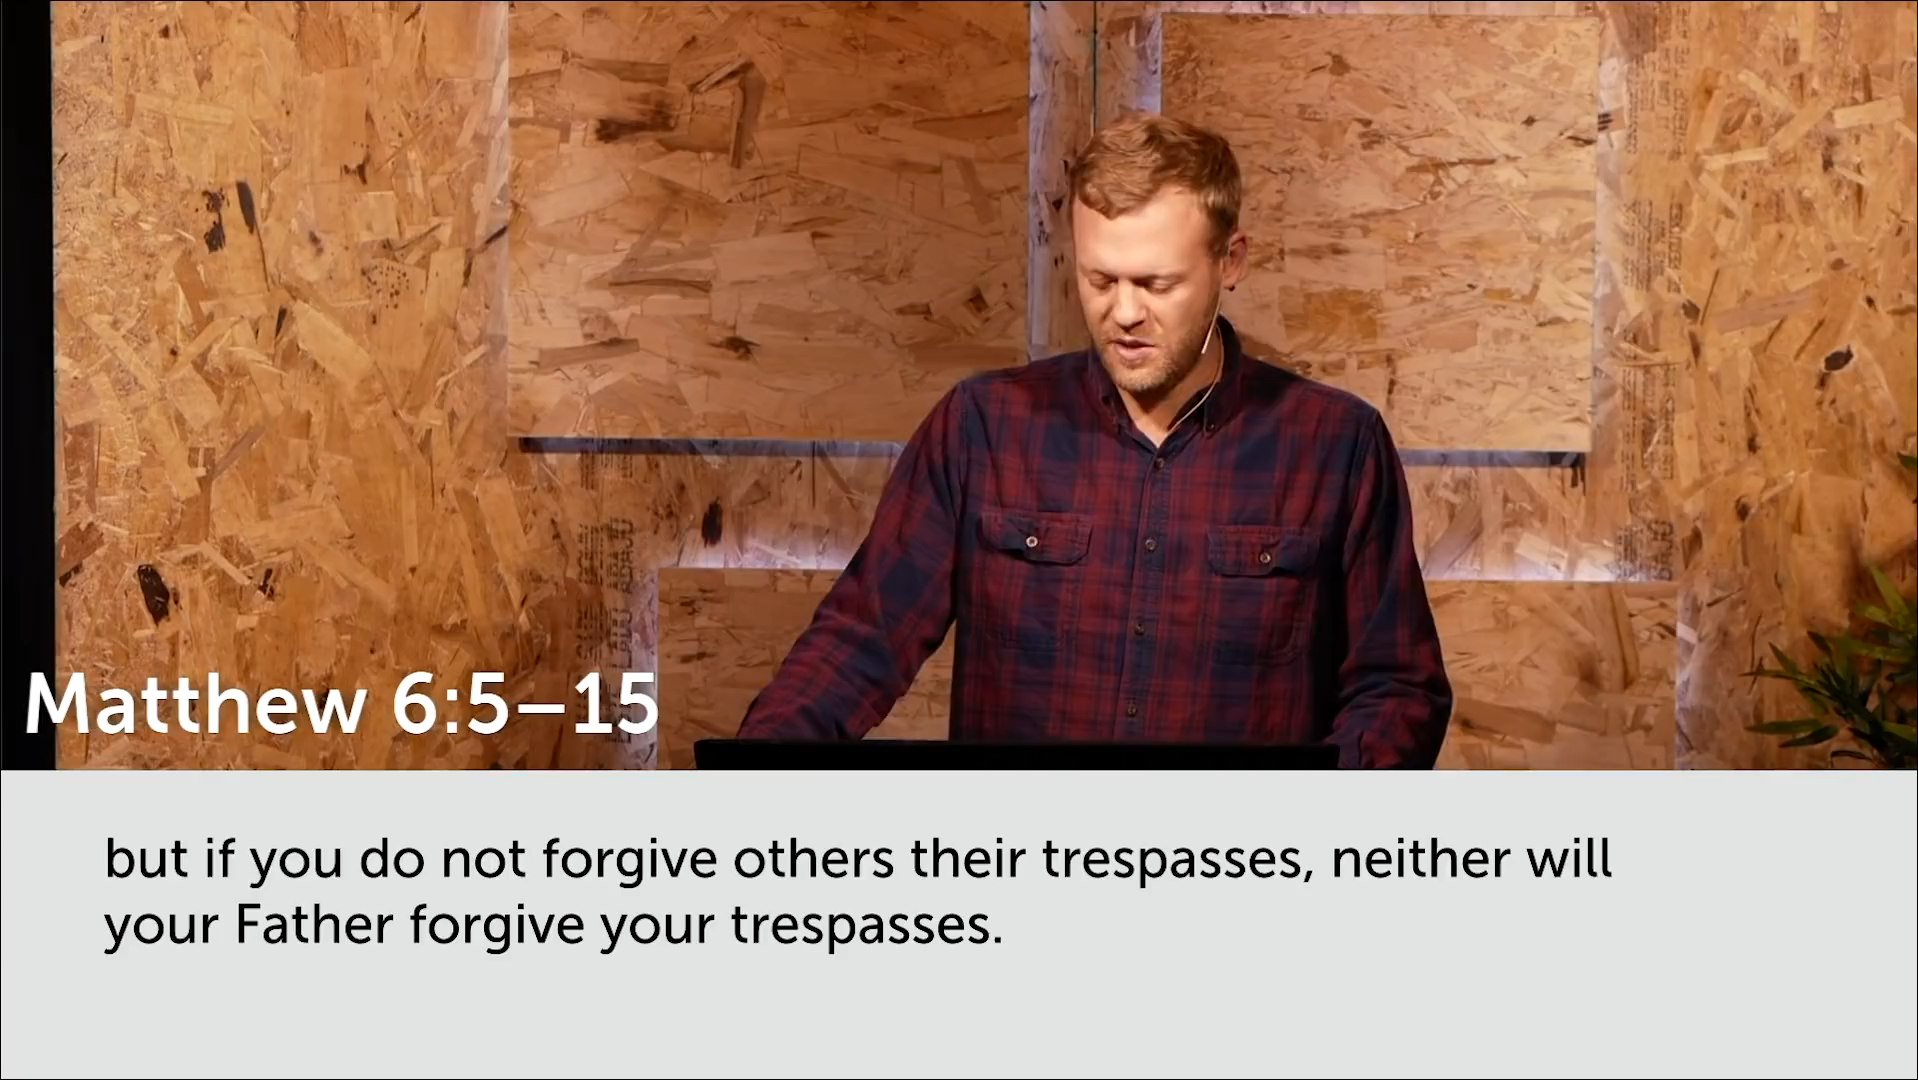 Matthew 6:5–15
but if you do not forgive others their trespasses, neither will
your Father forgive your trespasses.